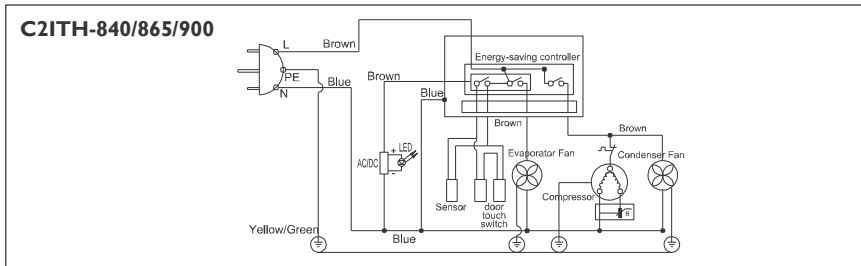 C2ITH-840/865/900
L
Brown
Energy-saving controller
PE
Blue
N
Brown
Blue
Brown
Brown
LED
AC/DC
+
-
Evaporator Fan
Condenser Fan
Compressor
θ
Sensor
door
touch
switch
Yellow/Green
Blue